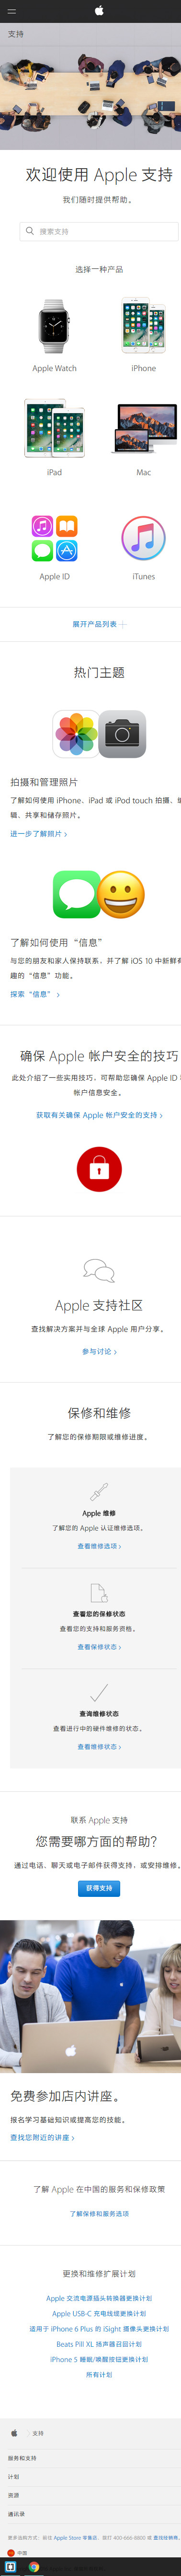 支持
欢迎使用 Apple 支持
我们随时提供帮助。
搜索支持
选择一种产品
Apple Watch
iPhone
iPad
Mac
Apple ID
iTunes
展开产品列表
热门主题
拍摄和管理照片
了解如何使用 iPhone、iPad 或 iPod touch 拍摄、编
辑、共享和储存照片。
进一步了解照片
了解如何使用“信息”
与您的朋友和家人保持联系，并了解 iOS 10 中新鲜有
趣的“信息”功能。
探索“信息”
确保 Apple 帐户安全的技巧
此处介绍了一些实用技巧，可帮助您确保 Apple ID
帐户信息安全。
获取有关确保 Apple 帐户安全的支持
Apple 支持社区
查找解决方案并与全球 Apple 用户分享。
参与讨论
保修和维修
了解您的保修期限或维修进度。
Apple 维修
了解您的 Apple 认证维修选项。
查看维修选项
查看您的保修状态
查看您的支持和服务资格。
查看保修状态
查询维修状态
查看进行中的硬件维修的状态。
查看维修状态
联系 Apple 支持
您需要哪方面的帮助？
通过电话、聊天或电子邮件获得支持，或安排维修。
获得支持
免费参加店内讲座。
报名学习基础知识或提高您的技能。
查找您附近的讲座
了解 Apple 在中国的服务和保修政策
了解保修和服务选项
更换和维修扩展计划
Apple 交流电源插头转换器更换计划
Apple USB-C 充电线缆更换计划
适用于 iPhone 6 Plus 的 iSight 摄像头更换计划
Beats Pill XL 扬声器召回计划
iPhone 5 睡眠/唤醒按钮更换计划
所有计划
支持
服务和支持
计划
资源
通讯录
更多选购方式：前往 Apple Store 零售店，致电 400-666-8800 或 查找经销商。
中国